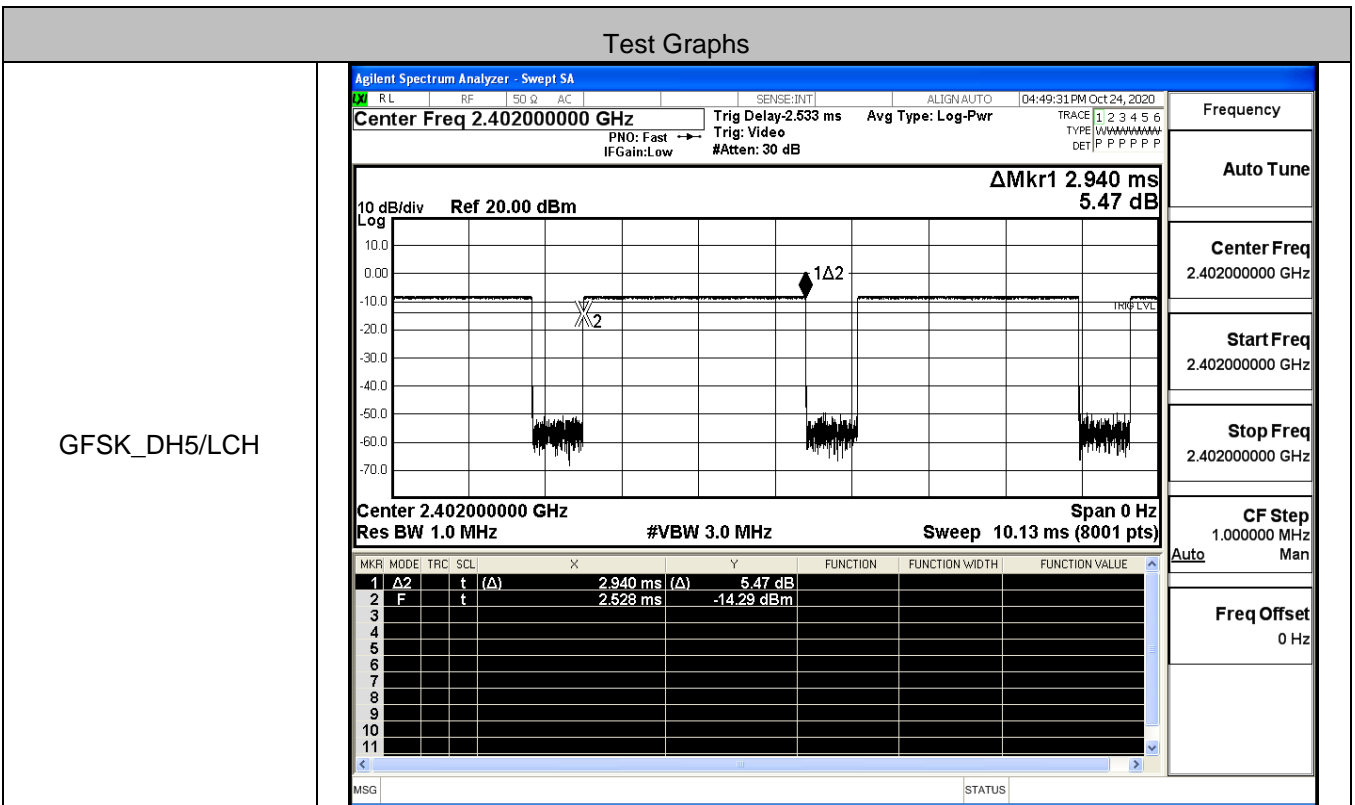 Test Graphs
GFSK_DH5/LCH
Agilent Spectrum Analyzer - Swept SA
LXI RL RF 50 Ω AC SENSE:INT ALIGN AUTO 04:49:31 PM Oct 24, 2020
Center Freq 2.402000000 GHz
PNO: Fast
IFGain:Low
Trig Delay-2.533 ms
Trig: Video
#Atten: 30 dB
Avg Type: Log-Pwr
TRACE 1 2 3 4 5 6
TYPE WWWWWW
DET P P P P P P
ΔMkr1 2.940 ms
5.47 dB
10 dB/div Ref 20.00 dBm
Log
10.0
0.00
-10.0
-20.0
-30.0
-40.0
-50.0
-60.0
-70.0
1Δ2
2
TRIG LVL
Center 2.402000000 GHz Span 0 Hz
Res BW 1.0 MHz #VBW 3.0 MHz Sweep 10.13 ms (8001 pts)
MKR MODE TRC SCL X Y FUNCTION FUNCTION WIDTH FUNCTION VALUE
1 Δ2 t (Δ) 2.940 ms (Δ) 5.47 dB
2 F t 2.528 ms -14.29 dBm
3
4
5
6
7
8
9
10
11
MSG STATUS
Frequency
Auto Tune
Center Freq
2.402000000 GHz
Start Freq
2.402000000 GHz
Stop Freq
2.402000000 GHz
CF Step
1.000000 MHz
Auto Man
Freq Offset
0 Hz